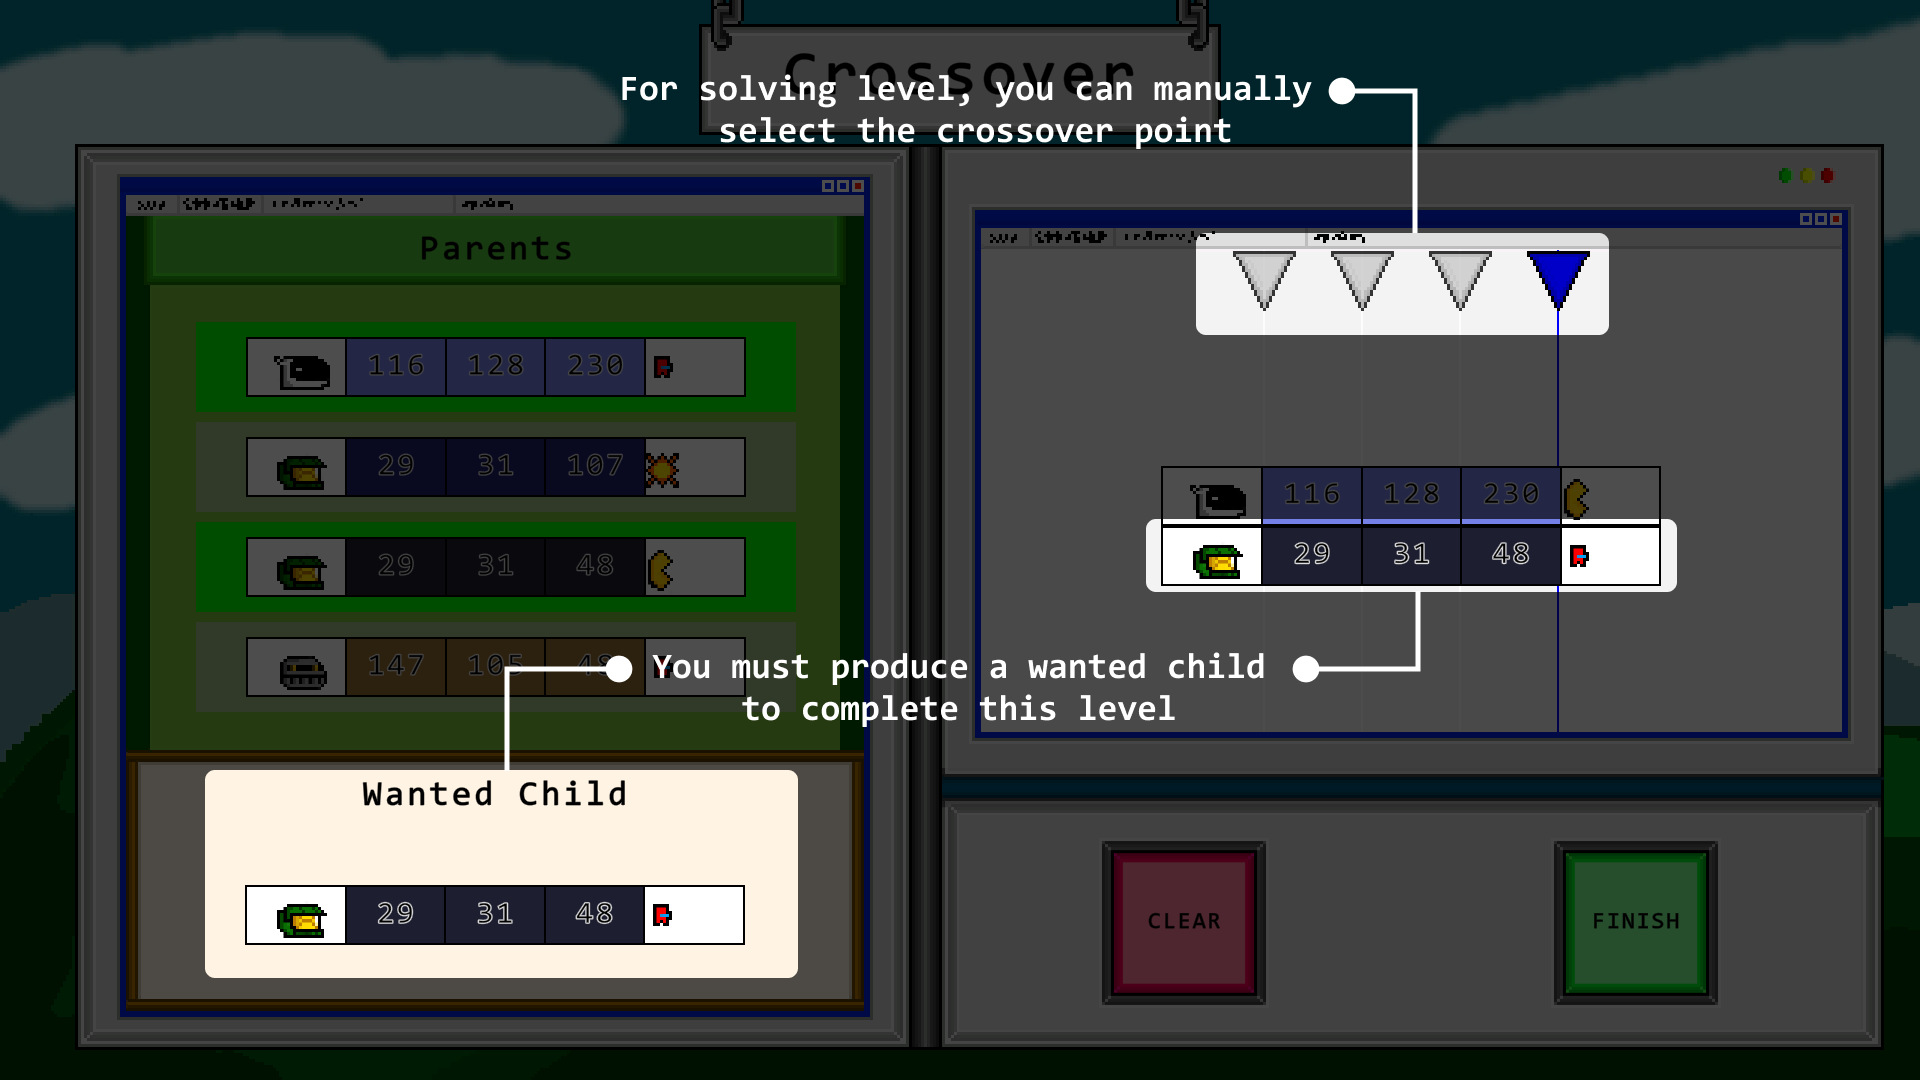 Crossover
For solving level, you can manually
select the crossover point
Parents
116 128 230
29 31 107
29 31 48
147 105 48
116 128 230
29 31 48
You must produce a wanted child
to complete this level
Wanted Child
29 31 48
CLEAR
FINISH